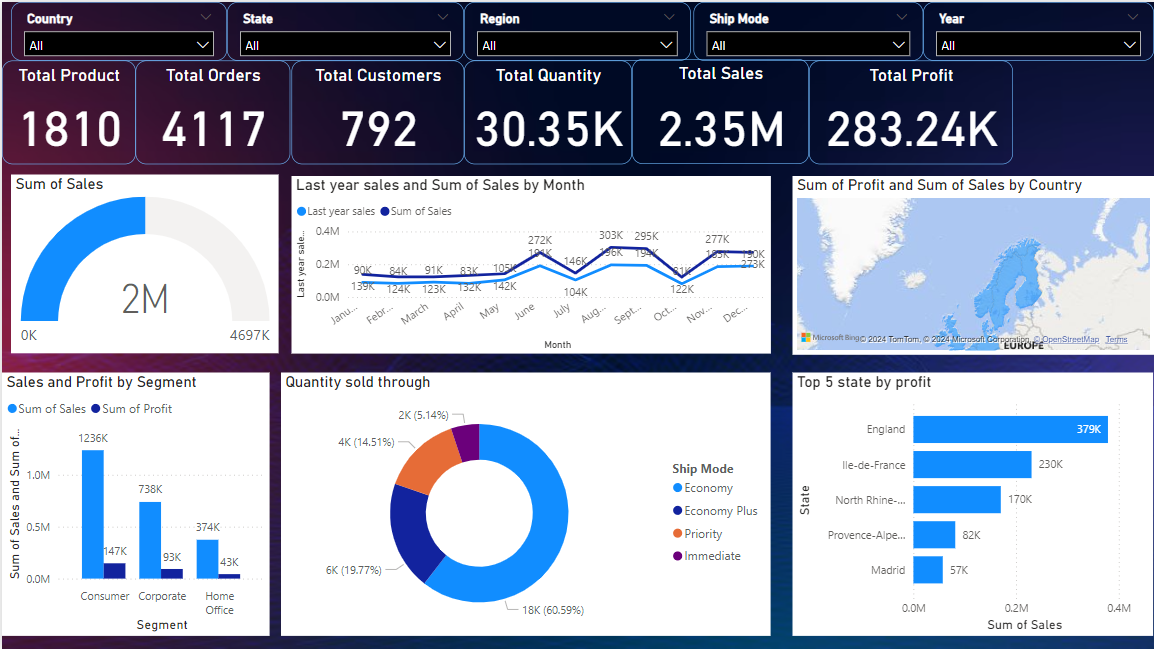 Country State Region Ship Mode Year
All All All All All
Total Product Total Orders Total Customers Total Quantity Total Sales Total Profit
1810 4117 792 30.35K 2.35M 283.24K
Sum of Sales
2M
0K 4697K
Last year sales and Sum of Sales by Month
Last year sales Sum of Sales
Last year sale...
0.4M
0.2M
0.0M
90K 84K 91K 83K 105K 272K 146K 303K 295K 277K 190K
196K 194K
139K 124K 123K 132K 142K 104K 122K 273K
Janu... Febr... March April May June July Aug... Sept... Oct... Nov... Dec...
Month
Sum of Profit and Sum of Sales by Country
Microsoft Bing
© 2024 TomTom, © 2024 Microsoft Corporation, © OpenStreetMap Terms
EUROPE
Sales and Profit by Segment
Sum of Sales Sum of Profit
Sum of Sales and Sum of...
1.0M
0.5M
0.0M
1236K 738K 374K
147K 93K 43K
Consumer Corporate Home
Office
Segment
Quantity sold through
2K (5.14%)
4K (14.51%)
6K (19.77%)
18K (60.59%)
Ship Mode
Economy
Economy Plus
Priority
Immediate
Top 5 state by profit
State
England 379K
Ile-de-France 230K
North Rhine-... 170K
Provence-Alpe... 82K
Madrid 57K
0.0M 0.2M 0.4M
Sum of Sales